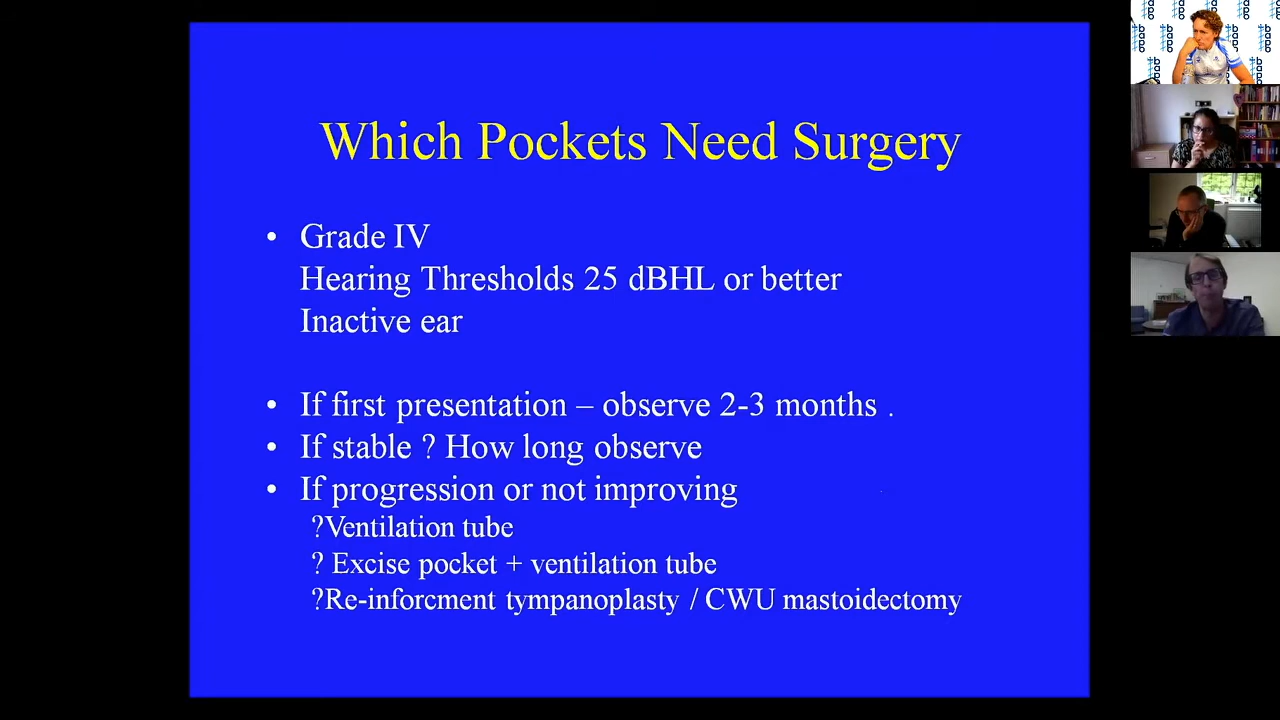 Which Pockets Need Surgery
• Grade IV
Hearing Thresholds 25 dBHL or better
Inactive ear
• If first presentation – observe 2-3 months .
• If stable ? How long observe
• If progression or not improving
?Ventilation tube
? Excise pocket + ventilation tube
?Re-inforcment tympanoplasty / CWU mastoidectomy